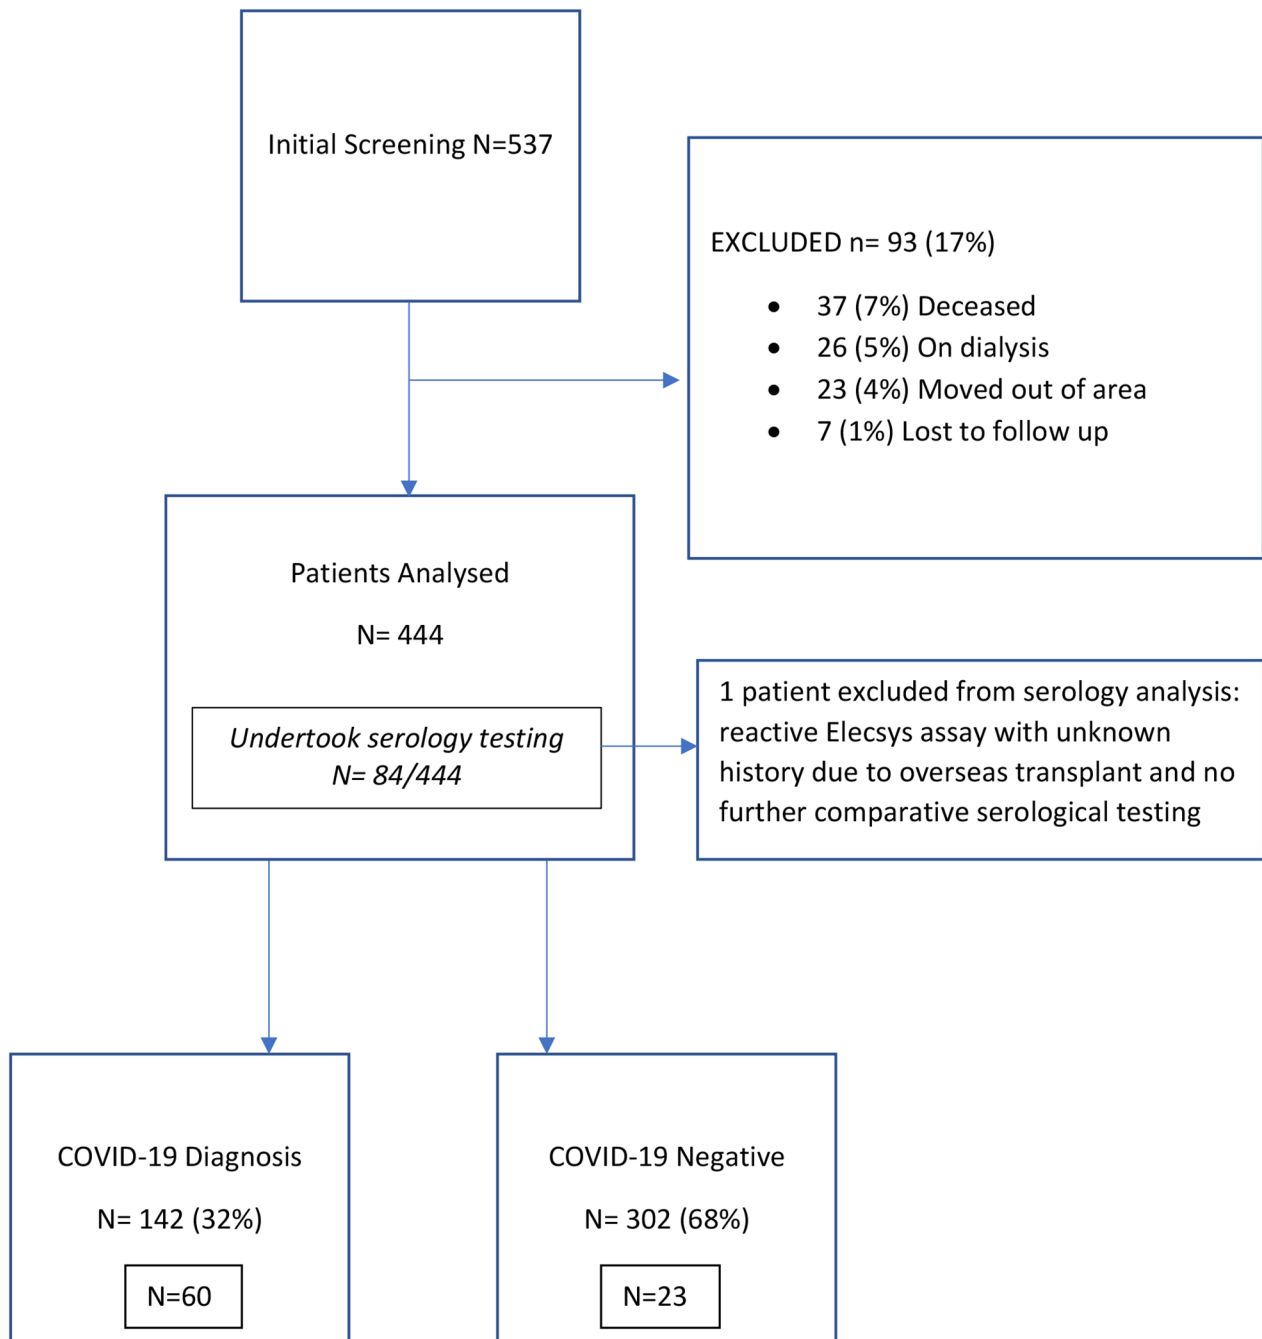 Initial Screening N=537
EXCLUDED n= 93 (17%)
• 37 (7%) Deceased
• 26 (5%) On dialysis
• 23 (4%) Moved out of area
• 7 (1%) Lost to follow up
Patients Analysed
N= 444
Undertook serology testing
N= 84/444
1 patient excluded from serology analysis:
reactive Elecsys assay with unknown
history due to overseas transplant and no
further comparative serological testing
COVID-19 Diagnosis
N= 142 (32%)
N=60
COVID-19 Negative
N= 302 (68%)
N=23